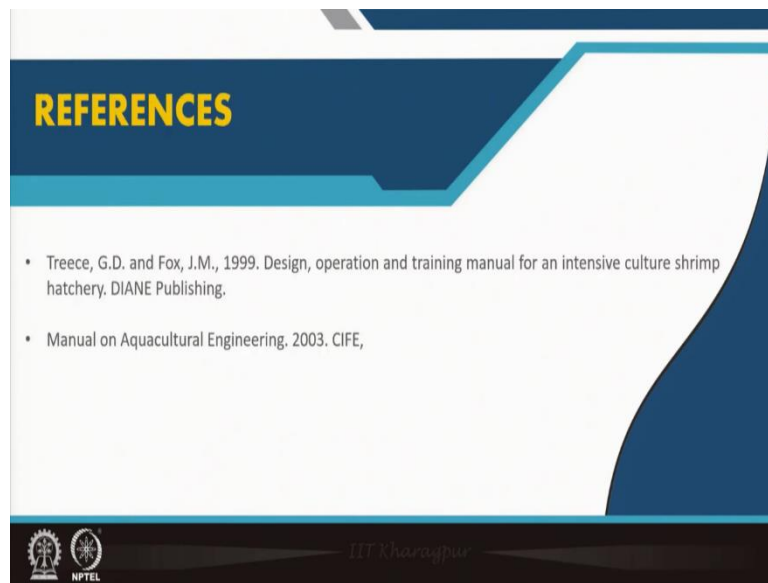 REFERENCES
• Treece, G.D. and Fox, J.M., 1999. Design, operation and training manual for an intensive culture shrimp
hatchery. DIANE Publishing.
• Manual on Aquacultural Engineering. 2003. CIFE,
IIT Kharagpur
NPTEL